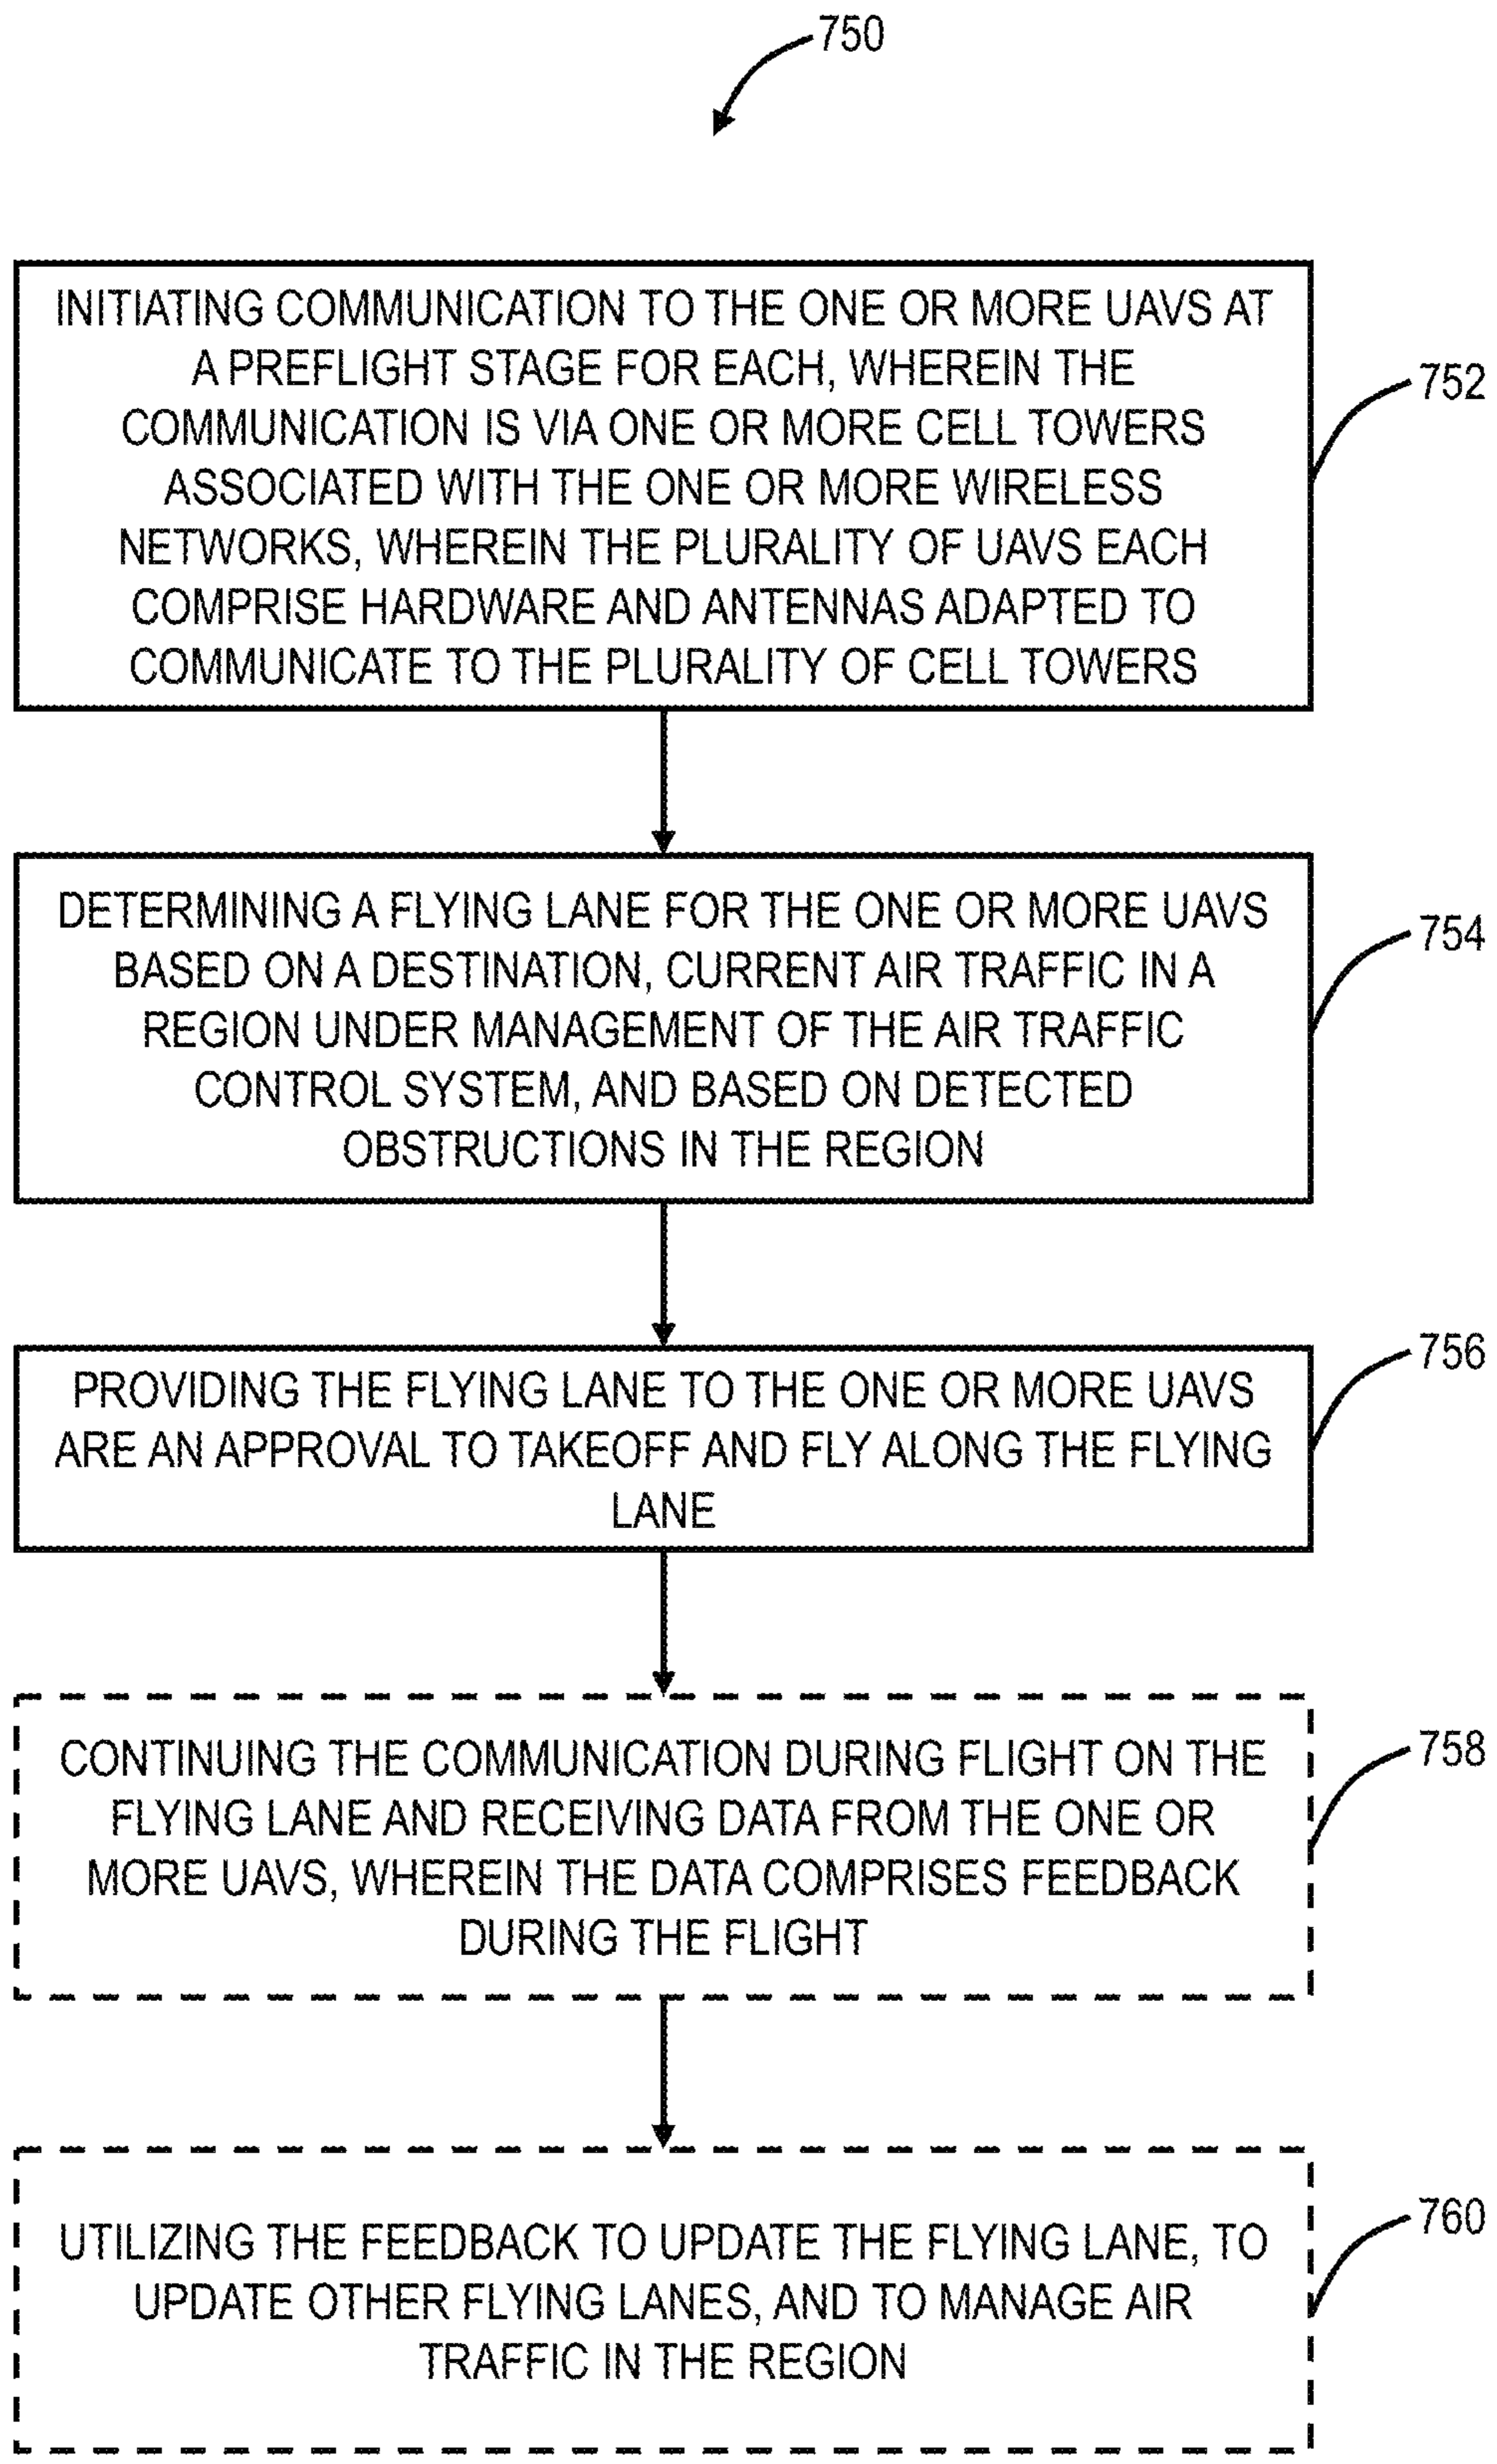 750
INITIATING COMMUNICATION TO THE ONE OR MORE UAVS AT
A PREFLIGHT STAGE FOR EACH, WHEREIN THE
COMMUNICATION IS VIA ONE OR MORE CELL TOWERS
ASSOCIATED WITH THE ONE OR MORE WIRELESS
NETWORKS, WHEREIN THE PLURALITY OF UAVS EACH
COMPRISE HARDWARE AND ANTENNAS ADAPTED TO
COMMUNICATE TO THE PLURALITY OF CELL TOWERS
752
DETERMINING A FLYING LANE FOR THE ONE OR MORE UAVS
BASED ON A DESTINATION, CURRENT AIR TRAFFIC IN A
REGION UNDER MANAGEMENT OF THE AIR TRAFFIC
CONTROL SYSTEM, AND BASED ON DETECTED
OBSTRUCTIONS IN THE REGION
754
PROVIDING THE FLYING LANE TO THE ONE OR MORE UAVS
ARE AN APPROVAL TO TAKEOFF AND FLY ALONG THE FLYING
LANE
756
CONTINUING THE COMMUNICATION DURING FLIGHT ON THE
FLYING LANE AND RECEIVING DATA FROM THE ONE OR
MORE UAVS, WHEREIN THE DATA COMPRISES FEEDBACK
DURING THE FLIGHT
758
UTILIZING THE FEEDBACK TO UPDATE THE FLYING LANE, TO
UPDATE OTHER FLYING LANES, AND TO MANAGE AIR
TRAFFIC IN THE REGION
760